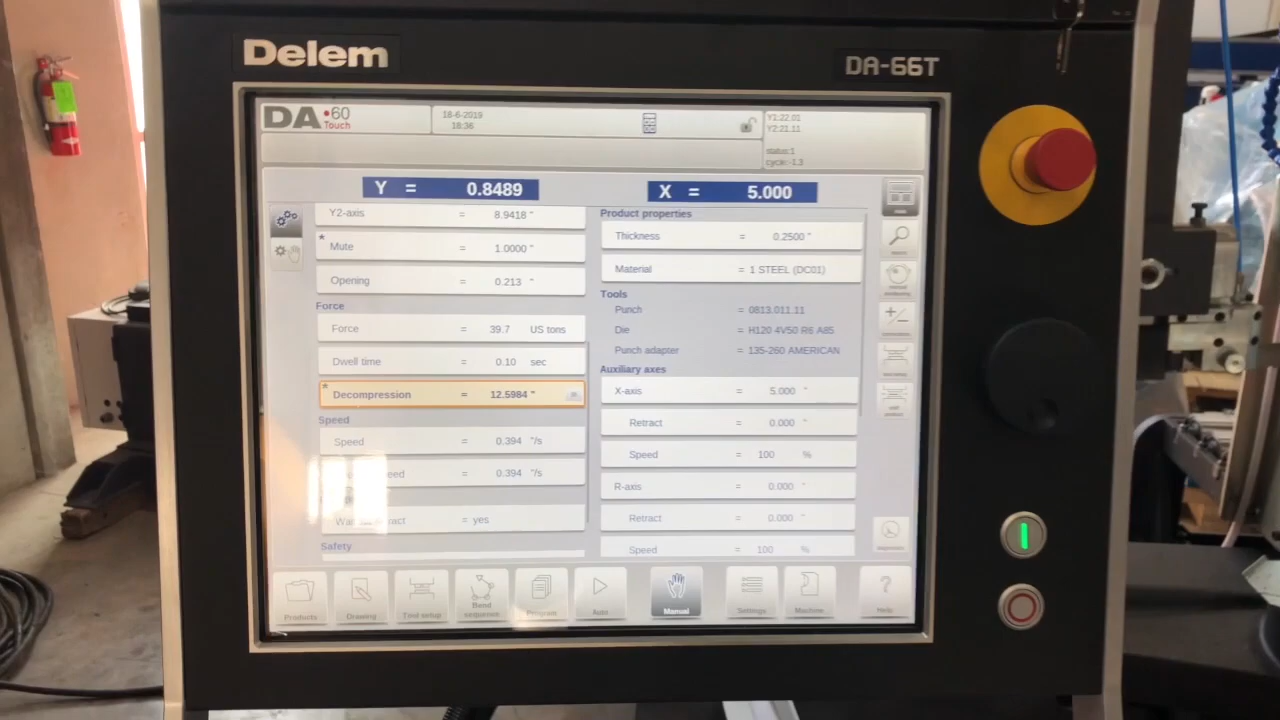 Delem
DA-66T
DA•60
Touch
18-6-2019
16:36
Y1:22.01
Y2:21.11
status:1
cycle:-1.3
Y = 0.8489
X = 5.000
Y2-axis = 8.9418 "
* Mute = 1.0000 "
Opening = 0.213 "
Force
Force = 39.7 US tons
Dwell time = 0.10 sec
* Decompression = 12.5984 "
Speed
Speed = 0.394 "/s
eed = 0.394 "/s
Wai ract = yes
Safety
Product properties
Thickness = 0.2500 "
Material = 1 STEEL (DC01)
Tools
Punch = 0813.011.11
Die = H120 4V50 R6 A85
Punch adapter = 135-260 AMERICAN
Auxiliary axes
X-axis = 5.000 "
Retract = 0.000 "
Speed = 100 %
R-axis = 0.000 "
Retract = 0.000 "
Speed = 100 %
Products
Drawing
Tool setup
Bend sequence
Program
Auto
Manual
Settings
Machine
Help